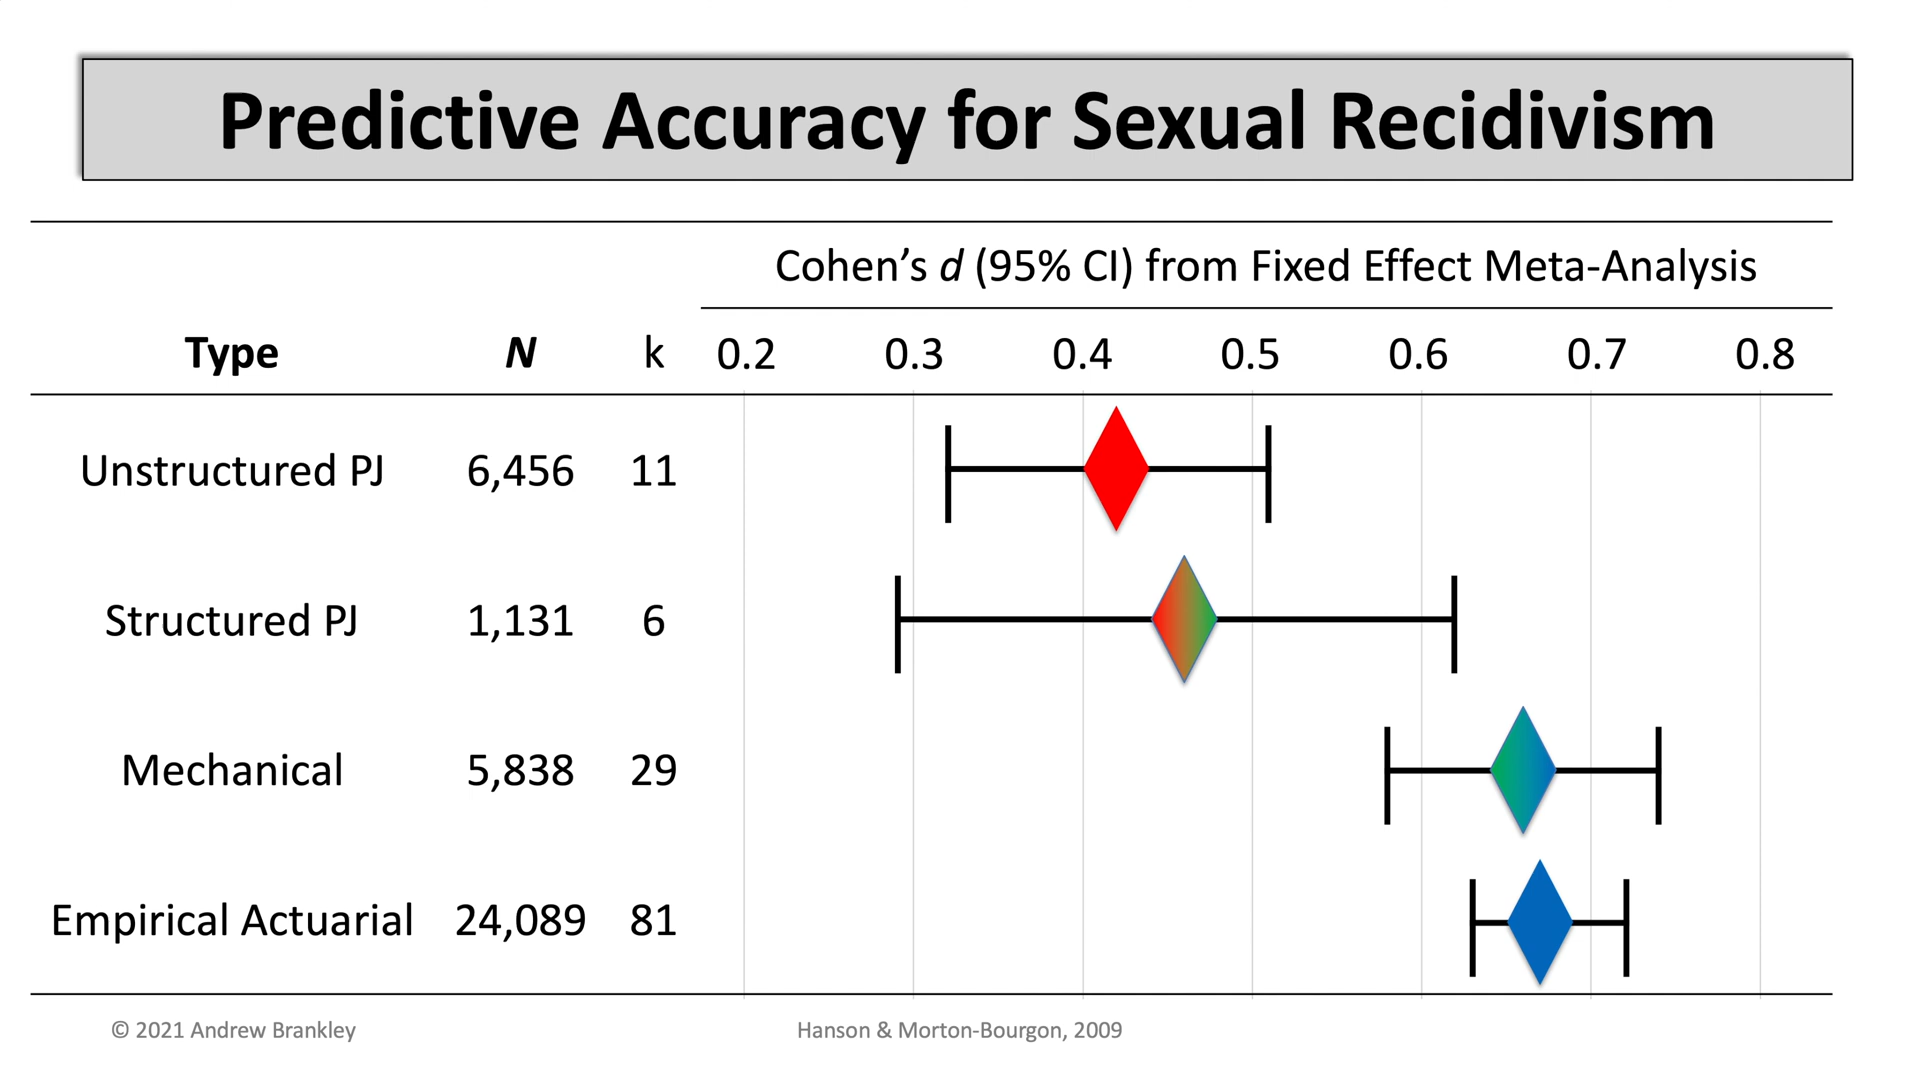 Predictive Accuracy for Sexual Recidivism
Cohen’s d (95% CI) from Fixed Effect Meta-Analysis
Type N k 0.2 0.3 0.4 0.5 0.6 0.7 0.8
Unstructured PJ 6,456 11
Structured PJ 1,131 6
Mechanical 5,838 29
Empirical Actuarial 24,089 81
© 2021 Andrew Brankley Hanson & Morton-Bourgon, 2009